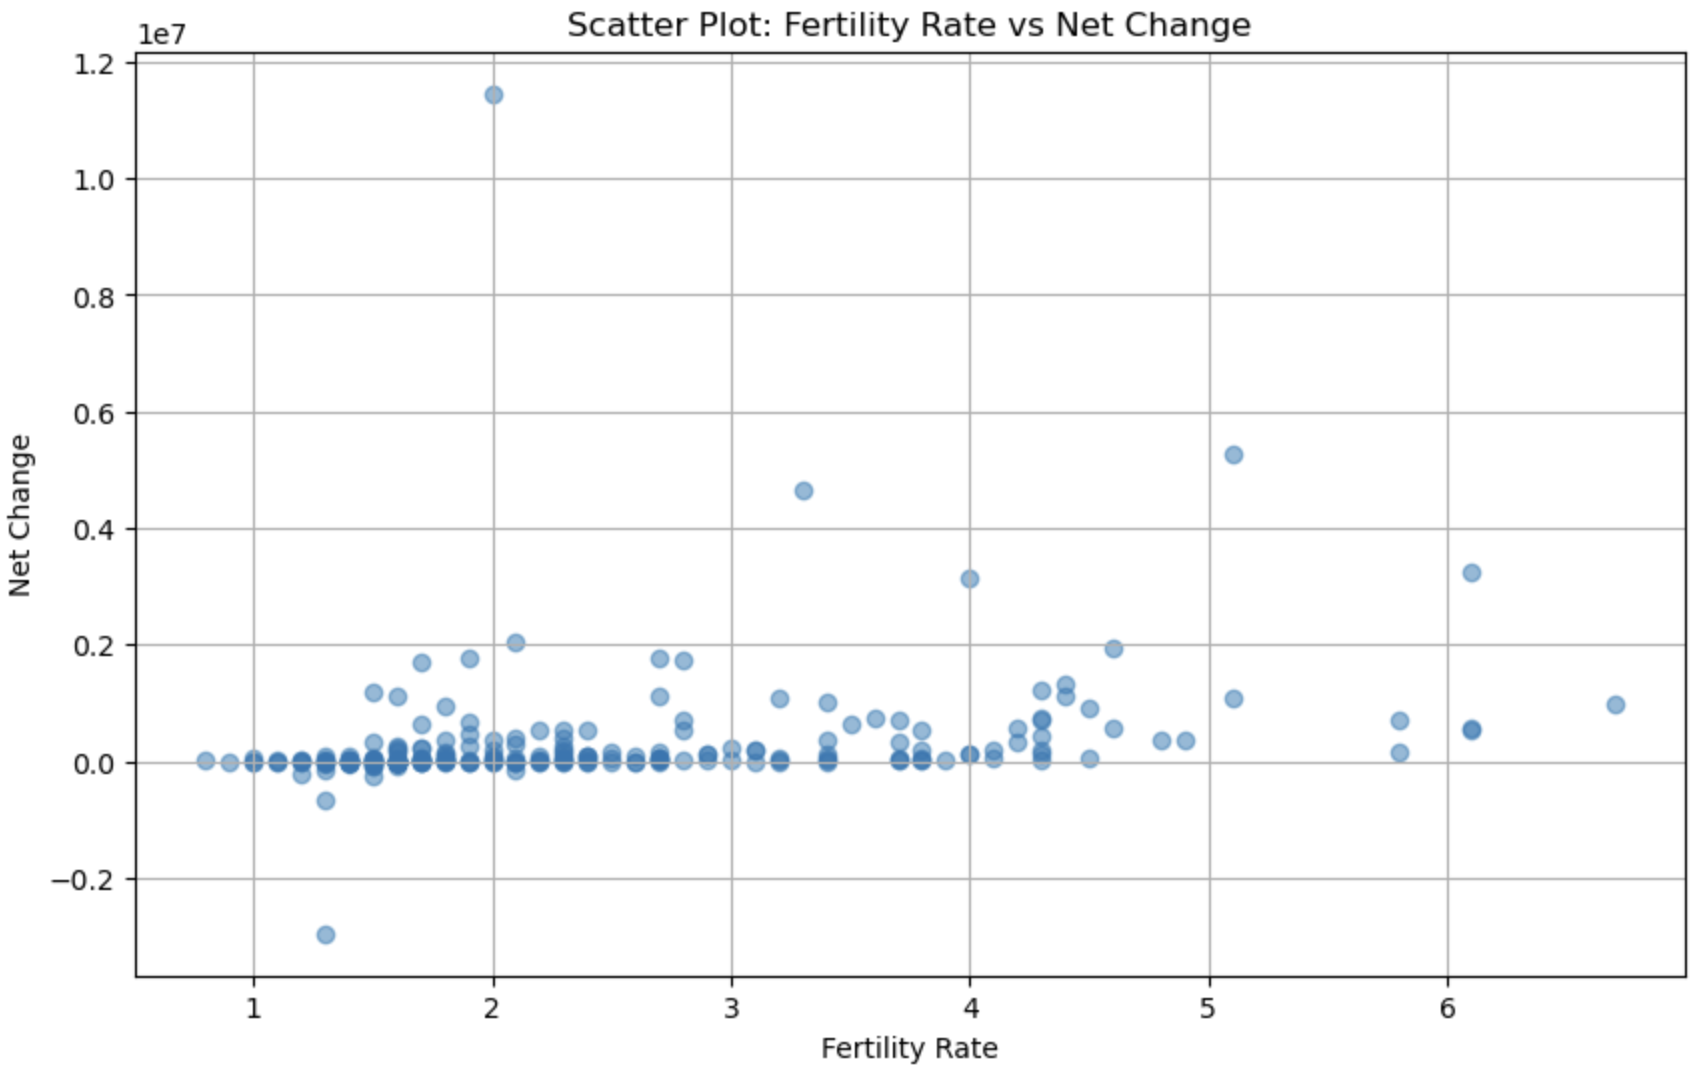 Scatter Plot: Fertility Rate vs Net Change
1e7
1.2
1.0
0.8
0.6
0.4
0.2
0.0
−0.2
Net Change
1 2 3 4 5 6
Fertility Rate